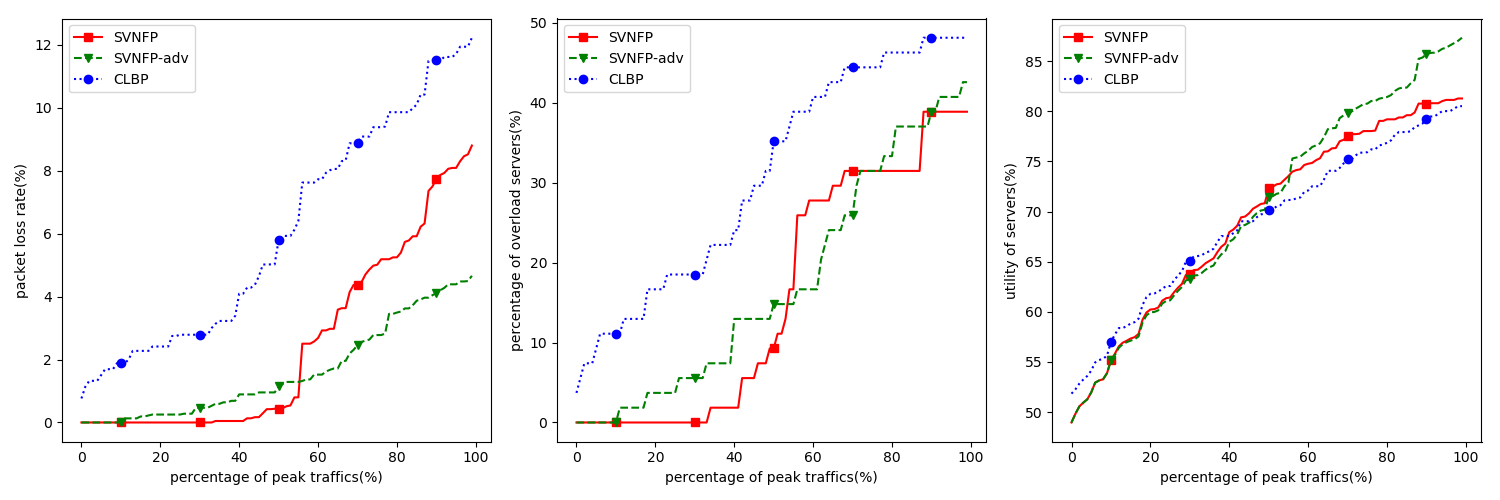 SVNFP
SVNFP-adv
CLBP
packet loss rate(%)
12
10
8
6
4
2
0
0 20 40 60 80 100
percentage of peak traffics(%)
SVNFP
SVNFP-adv
CLBP
percentage of overload servers(%)
50
40
30
20
10
0
0 20 40 60 80 100
percentage of peak traffics(%)
SVNFP
SVNFP-adv
CLBP
utility of servers(%)
85
80
75
70
65
60
55
50
0 20 40 60 80 100
percentage of peak traffics(%)